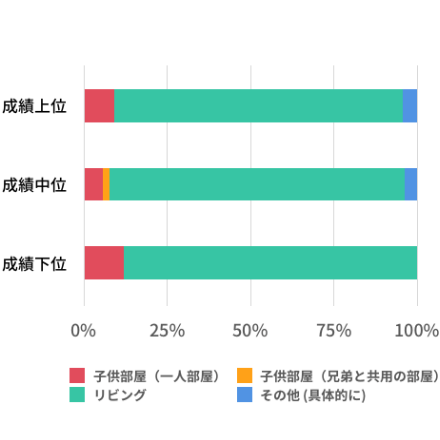 成績上位
成績中位
成績下位
0% 25% 50% 75% 100%
子供部屋（一人部屋） 子供部屋（兄弟と共用の部屋）
リビング その他 (具体的に)